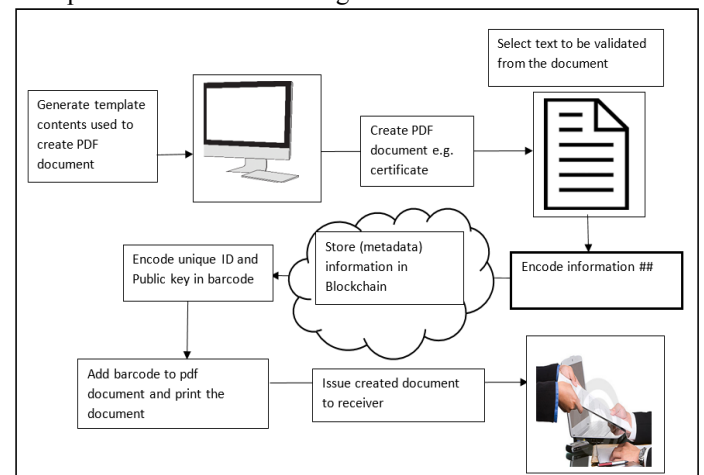 Select text to be validated
from the document
Generate template
contents used to
create PDF
document
Create PDF
document e.g.
certificate
Store (metadata)
information in
Blockchain
Encode unique ID and
Public key in barcode
Encode information ##
Add barcode to pdf
document and print the
document
Issue created document
to receiver